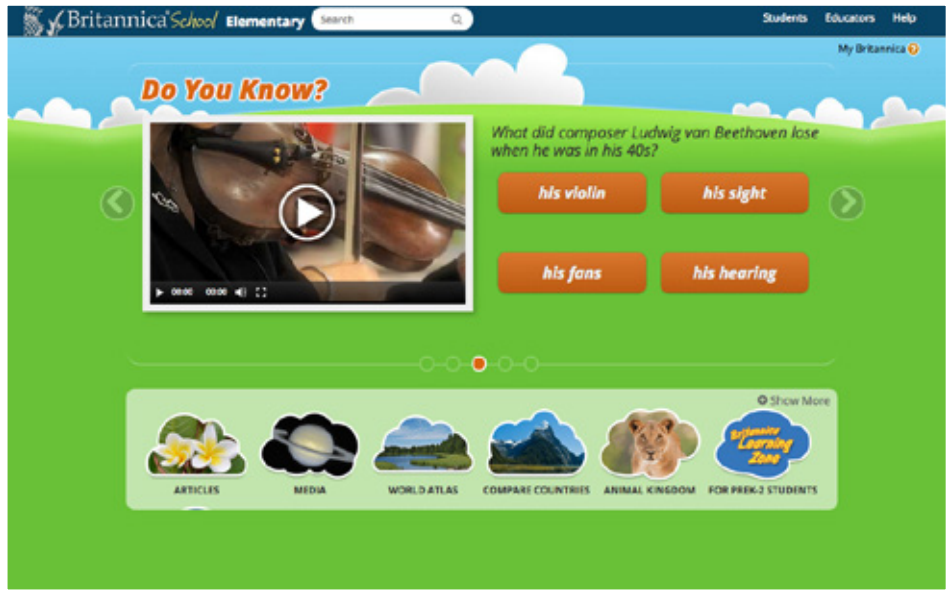 Britannica School Elementary Search Students Educators Help
My Britannica ?
Do You Know?
What did composer Ludwig van Beethoven lose
when he was in his 40s?
his violin
his sight
his fans
his hearing
00:00 00:00
Show More
Britannica
Learning
Zone
ARTICLES
MEDIA
WORLD ATLAS
COMPARE COUNTRIES
ANIMAL KINGDOM
FOR PREK-2 STUDENTS